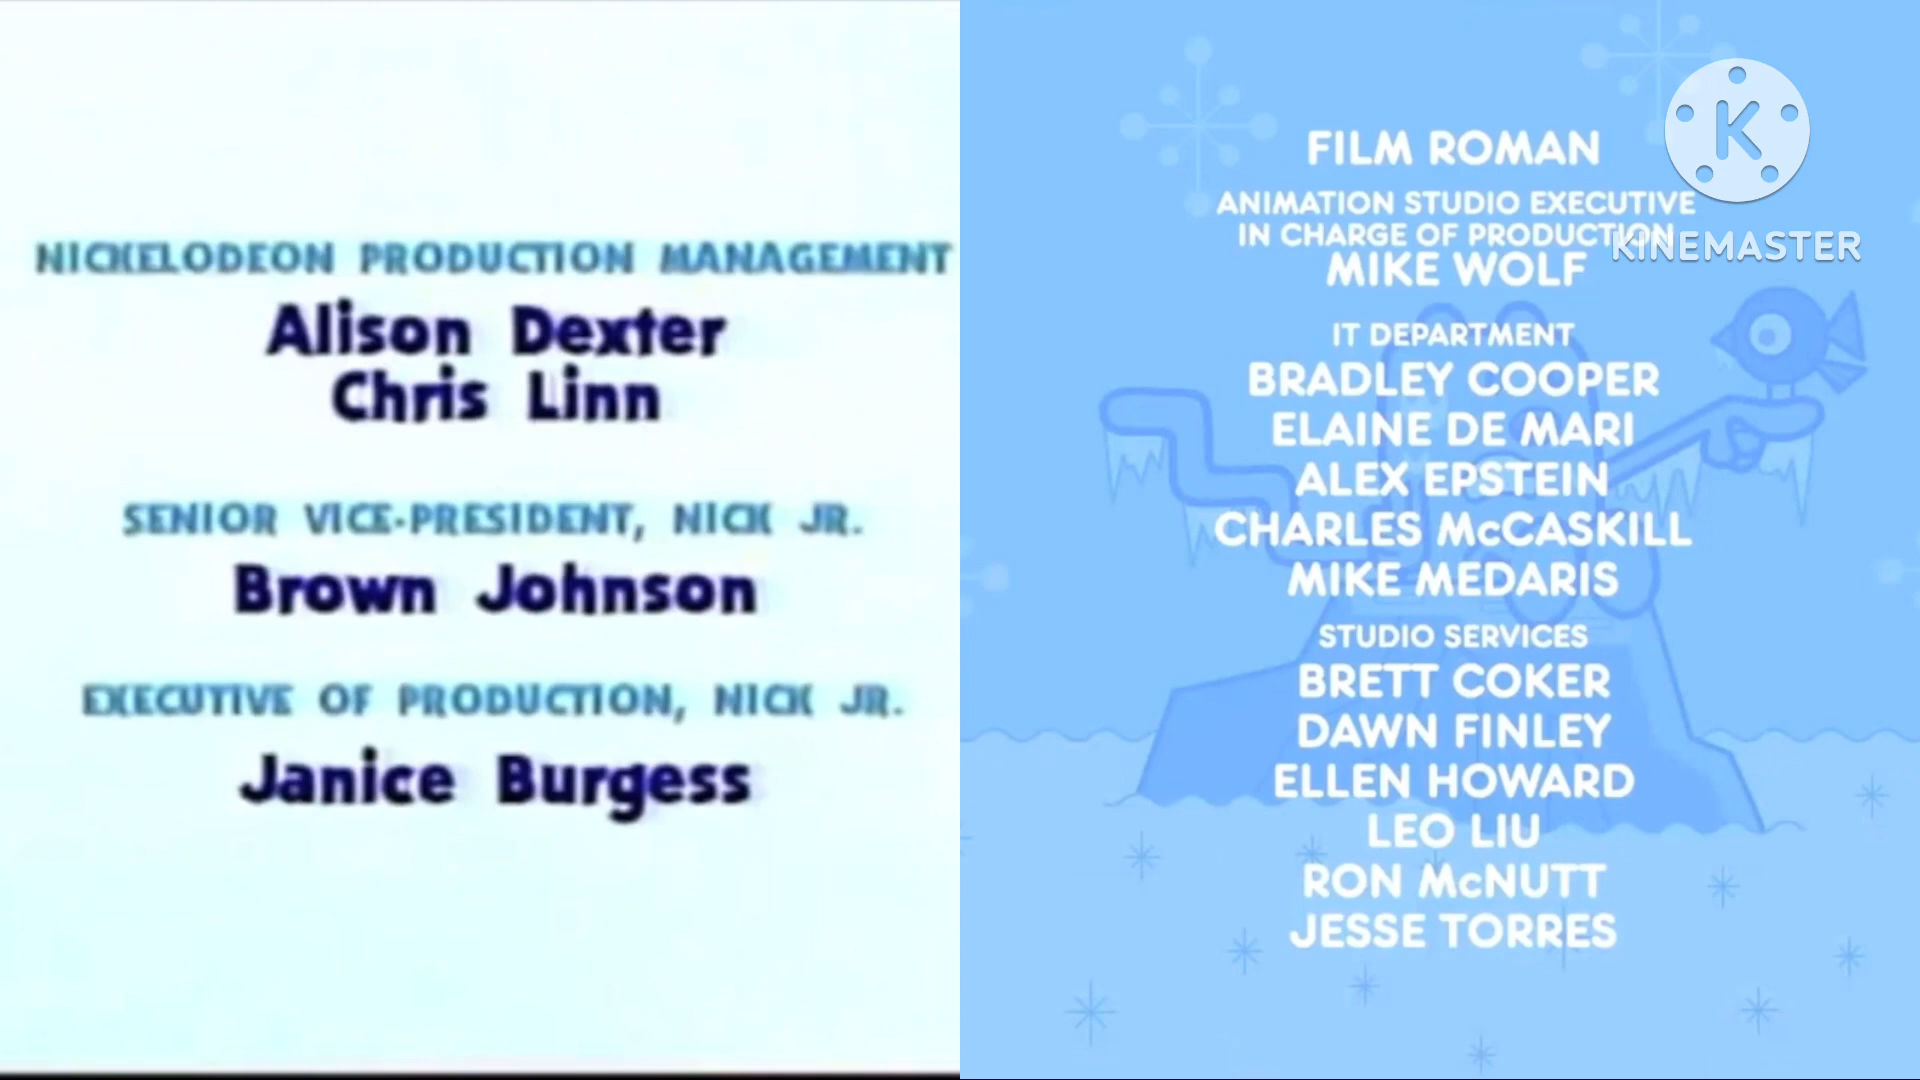 NICKELODEON PRODUCTION MANAGEMENT
Alison Dexter
Chris Linn
SENIOR VICE-PRESIDENT, NICK JR.
Brown Johnson
EXECUTIVE OF PRODUCTION, NICK JR.
Janice Burgess
FILM ROMAN
ANIMATION STUDIO EXECUTIVE
IN CHARGE OF PRODUCTION
MIKE WOLF
IT DEPARTMENT
BRADLEY COOPER
ELAINE DE MARI
ALEX EPSTEIN
CHARLES McCASKILL
MIKE MEDARIS
STUDIO SERVICES
BRETT COKER
DAWN FINLEY
ELLEN HOWARD
LEO LIU
RON McNUTT
JESSE TORRES
K
KINEMASTER